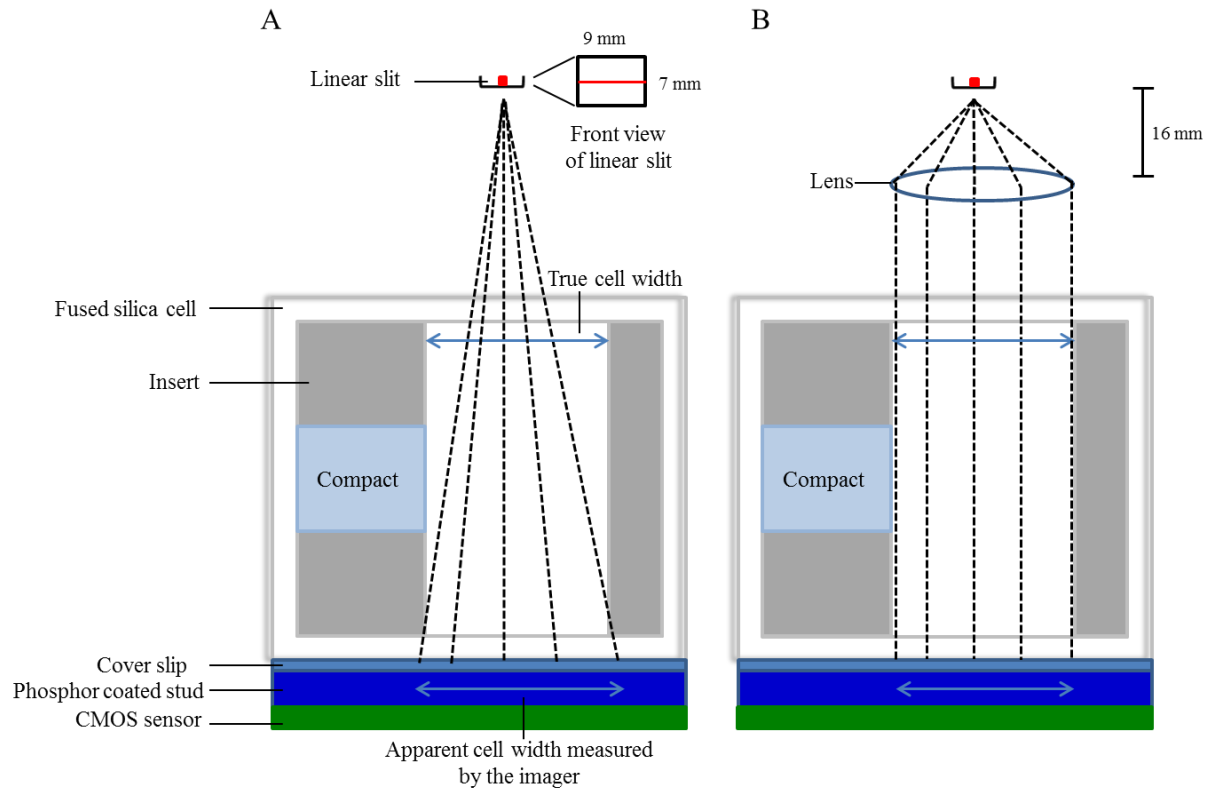 A
9 mm
Linear slit
7 mm
Front view
of linear slit
True cell width
Fused silica cell
Insert
Compact
Cover slip
Phosphor coated stud
CMOS sensor
Apparent cell width measured
by the imager
B
16 mm
Lens
Compact